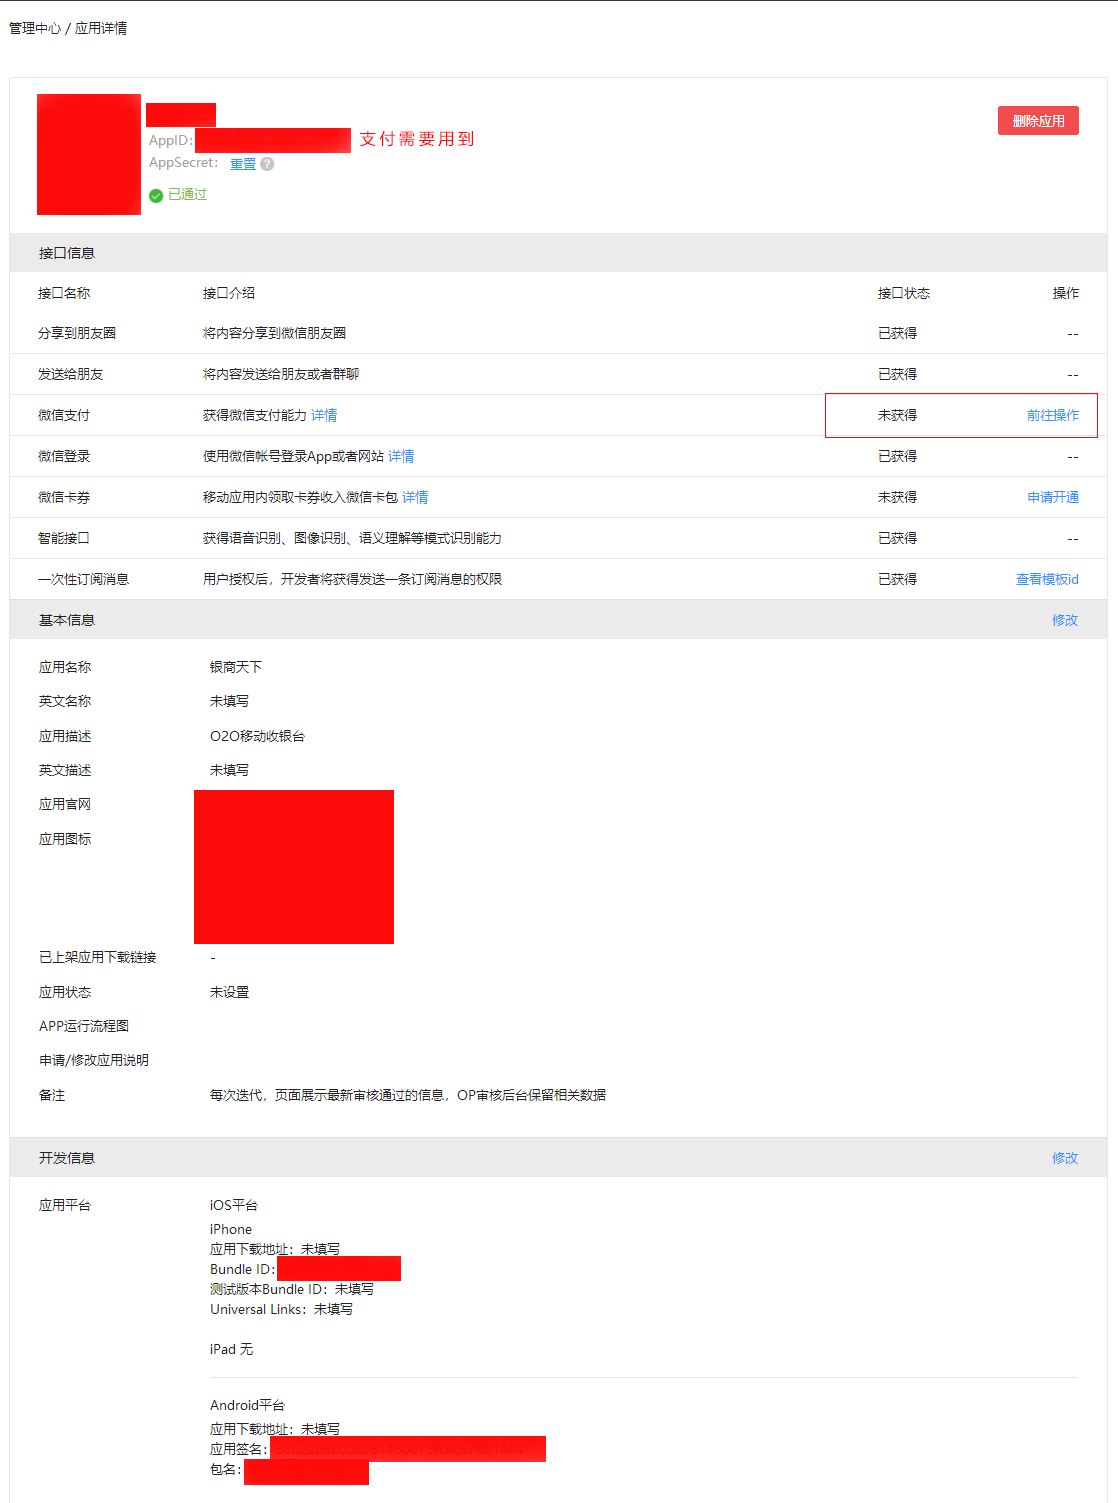 管理中心 / 应用详情
AppID: 支付需要用到
删除应用
AppSecret: 重置 ?
已通过
接口信息
接口名称 接口介绍 接口状态 操作
分享到朋友圈 将内容分享到微信朋友圈 已获得 --
发送给朋友 将内容发送给朋友或者群聊 已获得 --
微信支付 获得微信支付能力 详情 未获得 前往操作
微信登录 使用微信帐号登录App或者网站 详情 已获得 --
微信卡券 移动应用内领取卡券收入微信卡包 详情 未获得 申请开通
智能接口 获得语音识别、图像识别、语义理解等模式识别能力 已获得 --
一次性订阅消息 用户授权后，开发者将获得发送一条订阅消息的权限 已获得 查看模板id
基本信息 修改
应用名称 银商天下
英文名称 未填写
应用描述 O2O移动收银台
英文描述 未填写
应用官网
应用图标
已上架应用下载链接 -
应用状态 未设置
APP运行流程图
申请/修改应用说明
备注 每次迭代，页面展示最新审核通过的信息，OP审核后台保留相关数据
开发信息 修改
应用平台 iOS平台
iPhone
应用下载地址：未填写
Bundle ID:
测试版本Bundle ID：未填写
Universal Links：未填写
iPad 无
Android平台
应用下载地址：未填写
应用签名：
包名：